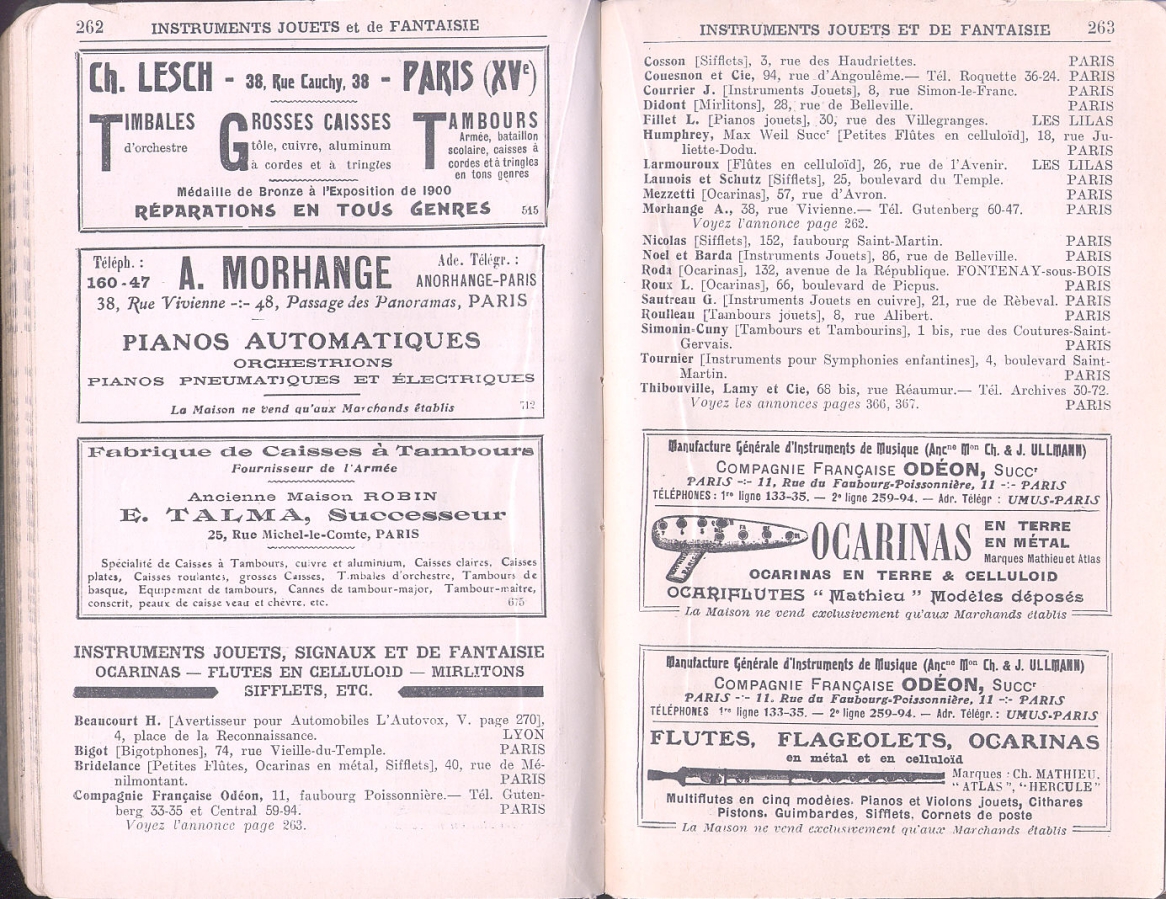 262 INSTRUMENTS JOUETS et de FANTAISIE
Ch. LESCH - 38, Rue Cauchy, 38 - PARIS (XVe)
TIMBALES
d'orchestre
GROSSES CAISSES
tôle, cuivre, aluminum
à cordes et à tringles
TAMBOURS
Armée, bataillon
scolaire, caisses à
cordes et à tringles
en tons genres
Médaille de Bronze à l'Exposition de 1900
RÉPARATIONS EN TOUS GENRES 515
Téléph. :
160-47
A. MORHANGE
Ade. Télégr. :
ANORHANGE-PARIS
38, Rue Vivienne -:- 48, Passage des Panoramas, PARIS
PIANOS AUTOMATIQUES
ORCHESTRIONS
PIANOS PNEUMATIQUES ET ÉLECTRIQUES
La Maison ne vend qu'aux Marchands établis 712
Fabrique de Caisses à Tambours
Fournisseur de l'Armée
Ancienne Maison ROBIN
E. TALMA, Successeur
25, Rue Michel-le-Comte, PARIS
Spécialité de Caisses à Tambours, cuivre et aluminium, Caisses claires, Caisses
plates, Caisses roulantes, grosses Caisses, Timbales d'orchestre, Tambours de
basque, Equipement de tambours, Cannes de tambour-major, Tambour-maitre,
conscrit, peaux de caisse veau et chèvre, etc. 675
INSTRUMENTS JOUETS, SIGNAUX ET DE FANTAISIE
OCARINAS — FLUTES EN CELLULOID — MIRLITONS
SIFFLETS, ETC.
Beaucourt H. [Avertisseur pour Automobiles L'Autovox, V. page 270],
4, place de la Reconnaissance. LYON
Bigot [Bigotphones], 74, rue Vieille-du-Temple. PARIS
Bridelance [Petites Flûtes, Ocarinas en métal, Sifflets], 40, rue de Mé-
nilmontant. PARIS
Compagnie Française Odéon, 11, faubourg Poissonnière.— Tél. Guten-
berg 33-35 et Central 59-94. PARIS
Voyez l'annonce page 263.
INSTRUMENTS JOUETS ET DE FANTAISIE 263
Cosson [Sifflets], 3, rue des Haudriettes. PARIS
Couesnon et Cie, 94, rue d'Angoulême.— Tél. Roquette 36-24. PARIS
Courrier J. [Instruments Jouets], 8, rue Simon-le-Franc. PARIS
Didont [Mirlitons], 28, rue de Belleville. PARIS
Fillet L. [Pianos jouets], 30, rue des Villegranges. LES LILAS
Humphrey, Max Weil Succr [Petites Flûtes en celluloïd], 18, rue Ju-
liette-Dodu. PARIS
Larmouroux [Flûtes en celluloïd], 26, rue de l'Avenir. LES LILAS
Launois et Schutz [Sifflets], 25, boulevard du Temple. PARIS
Mezzetti [Ocarinas], 57, rue d'Avron. PARIS
Morhange A., 38, rue Vivienne.— Tél. Gutenberg 60-47. PARIS
Voyez l'annonce page 262.
Nicolas [Sifflets], 152, faubourg Saint-Martin. PARIS
Noel et Barda [Instruments Jouets], 86, rue de Belleville. PARIS
Roda [Ocarinas], 132, avenue de la République. FONTENAY-sous-BOIS
Roux L. [Ocarinas], 66, boulevard de Picpus. PARIS
Sautreau G. [Instruments Jouets en cuivre], 21, rue de Rèbeval. PARIS
Roulleau [Tambours jouets], 8, rue Alibert. PARIS
Simonin-Cuny [Tambours et Tambourins], 1 bis, rue des Coutures-Saint-
Gervais. PARIS
Tournier [Instruments pour Symphonies enfantines], 4, boulevard Saint-
Martin. PARIS
Thibouville, Lamy et Cie, 68 bis, rue Réaumur.— Tél. Archives 30-72.
Voyez les annonces pages 366, 367. PARIS
Manufacture Générale d'Instruments de Musique (Ancne Mon Ch. & J. ULLMANN)
COMPAGNIE FRANÇAISE ODÉON, SUCCr
PARIS -:- 11, Rue du Faubourg-Poissonnière, 11 -:- PARIS
TÉLÉPHONES : 1re ligne 133-35. — 2e ligne 259-94. — Adr. Télégr : UMUS-PARIS
OCARINAS
EN TERRE
EN MÉTAL
Marques Mathieu et Atlas
OCARINAS EN TERRE & CELLULOID
OCARIFLUTES “ Mathieu ” Modèles déposés
La Maison ne vend exclusivement qu'aux Marchands établis
Manufacture Générale d'Instruments de Musique (Ancne Mon Ch. & J. ULLMANN)
COMPAGNIE FRANÇAISE ODÉON, SUCCr
PARIS -:- 11, Rue du Faubourg-Poissonnière, 11 -:- PARIS
TÉLÉPHONES 1re ligne 133-35. — 2e ligne 259-94. — Adr. Télégr. : UMUS-PARIS
FLUTES, FLAGEOLETS, OCARINAS
en métal et en celluloïd
Marques : Ch. MATHIEU,
“ ATLAS ”, “ HERCULE ”
Multiflutes en cinq modèles. Pianos et Violons jouets, Cithares
Pistons, Guimbardes, Sifflets, Cornets de poste
La Maison ne vend exclusivement qu'aux Marchands établis